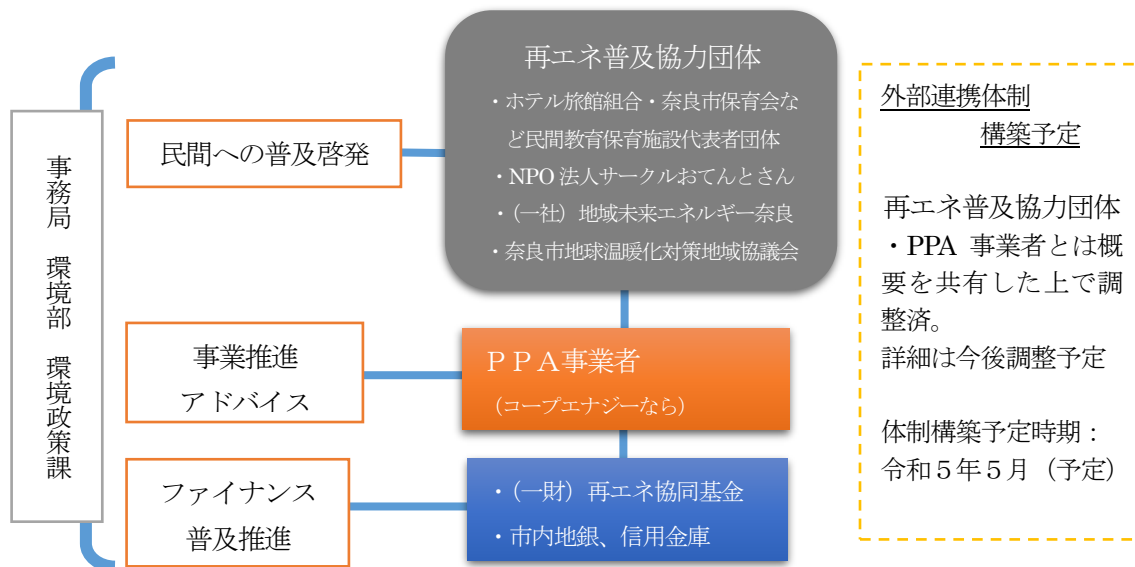 事務局　環境部　環境政策課
民間への普及啓発
再エネ普及協力団体
・ホテル旅館組合・奈良市保育会な
ど民間教育保育施設代表者団体
・NPO 法人サークルおてんとさん
・（一社）地域未来エネルギー奈良
・奈良市地球温暖化対策地域協議会
事業推進
アドバイス
ＰＰＡ事業者
（コープエナジーなら）
ファイナンス
普及推進
・（一財）再エネ協同基金
・市内地銀、信用金庫
外部連携体制
構築予定
再エネ普及協力団体
・PPA 事業者とは概
要を共有した上で調
整済。
詳細は今後調整予定
体制構築予定時期：
令和５年５月（予定）